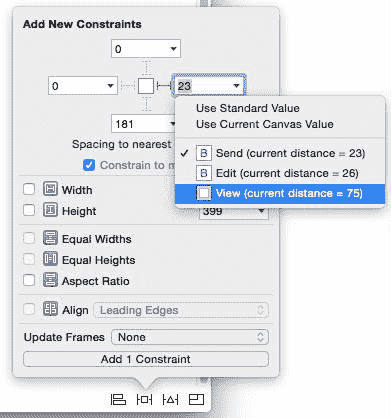 Add New Constraints
0
0
23
181
Use Standard Value
Use Current Canvas Value
Spacing to nearest
✓ B Send (current distance = 23)
Constrain to m
B Edit (current distance = 26)
View (current distance = 75)
Width
Height
399
Equal Widths
Equal Heights
Aspect Ratio
Align Leading Edges
Update Frames None
Add 1 Constraint